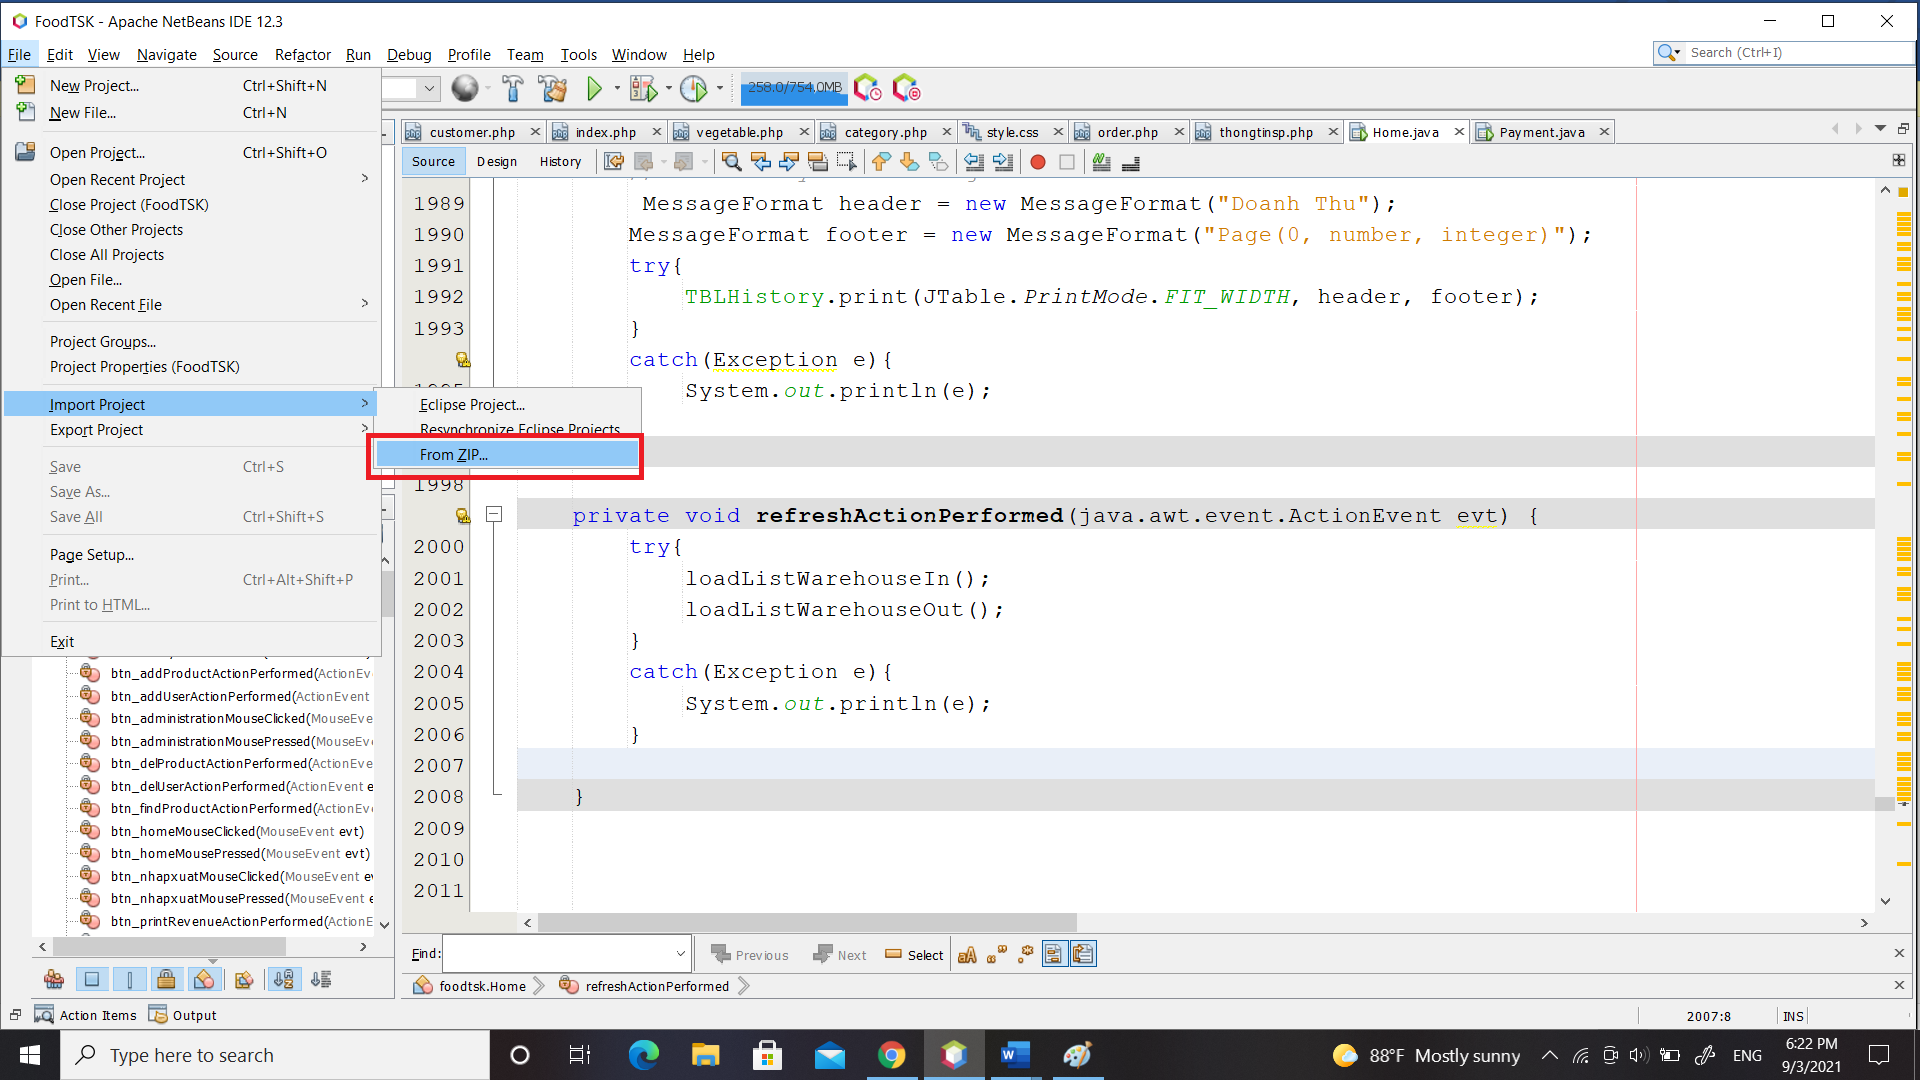 FoodTSK - Apache NetBeans IDE 12.3
File Edit View Navigate Source Refactor Run Debug Profile Team Tools Window Help
Search (Ctrl+I)
New Project... Ctrl+Shift+N
New File... Ctrl+N
Open Project... Ctrl+Shift+O
Open Recent Project >
Close Project (FoodTSK)
Close Other Projects
Close All Projects
Open File...
Open Recent File >
Project Groups...
Project Properties (FoodTSK)
Import Project >
Export Project >
Save Ctrl+S
Save As...
Save All Ctrl+Shift+S
Page Setup...
Print... Ctrl+Alt+Shift+P
Print to HTML...
Exit
Eclipse Project...
Resynchronize Eclipse Projects
From ZIP...
258.0/754.0MB
customer.php index.php vegetable.php category.php style.css order.php thongtinsp.php Home.java Payment.java
Source Design History
1989 MessageFormat header = new MessageFormat("Doanh Thu");
1990 MessageFormat footer = new MessageFormat("Page(0, number, integer)");
1991 try{
1992 TBLHistory.print(JTable.PrintMode.FIT_WIDTH, header, footer);
1993 }
catch(Exception e){
1995 System.out.println(e);
1998
private void refreshActionPerformed(java.awt.event.ActionEvent evt) {
2000 try{
2001 loadListWarehouseIn();
2002 loadListWarehouseOut();
2003 }
2004 catch(Exception e){
2005 System.out.println(e);
2006 }
2007
2008 }
2009
2010
2011
btn_addProductActionPerformed(ActionEve
btn_addUserActionPerformed(ActionEvent
btn_administrationMouseClicked(MouseEve
btn_administrationMousePressed(MouseEv
btn_delProductActionPerformed(ActionEve
btn_delUserActionPerformed(ActionEvent e
btn_findProductActionPerformed(ActionEve
btn_homeMouseClicked(MouseEvent evt)
btn_homeMousePressed(MouseEvent evt)
btn_nhapxuatMouseClicked(MouseEvent ev
btn_nhapxuatMousePressed(MouseEvent e
btn_printRevenueActionPerformed(ActionE
Find: Previous Next Select
foodtsk.Home refreshActionPerformed
Action Items Output
2007:8 INS
Type here to search
88°F Mostly sunny
ENG
6:22 PM
9/3/2021